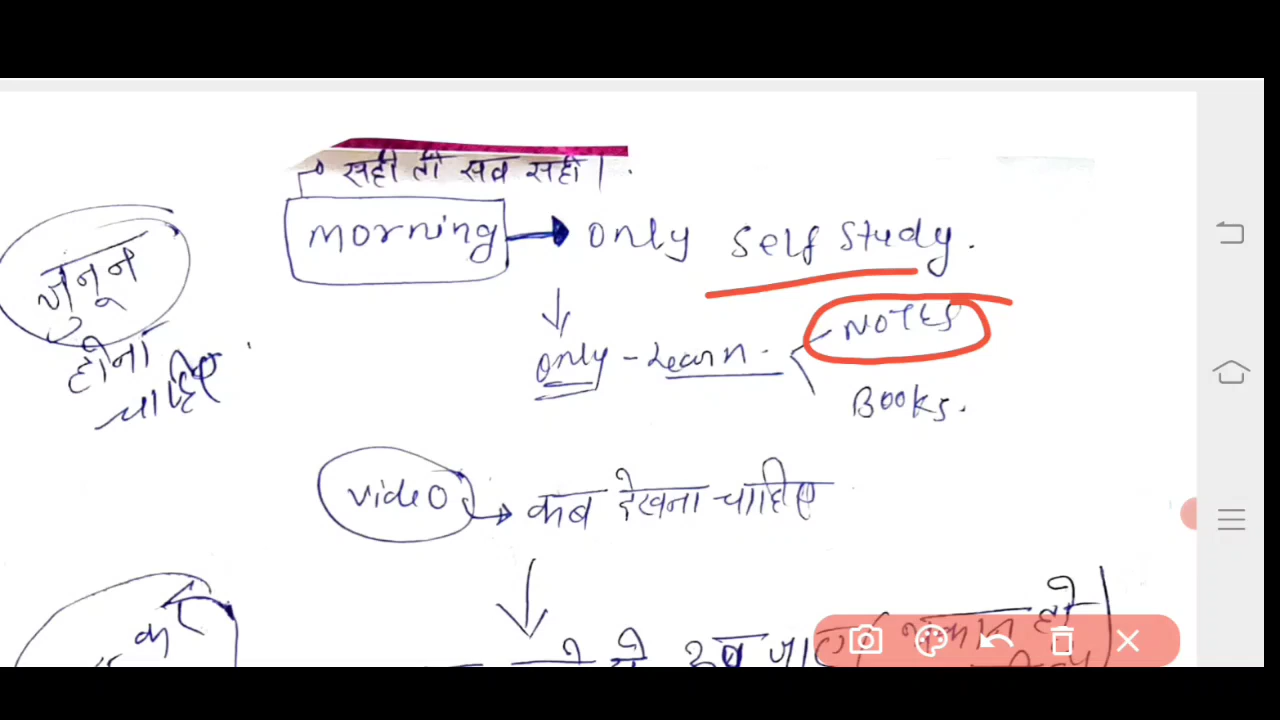 सही तो सब सही।
morning → Only self study.
जुनून
होना
चाहिए
Only - Learn.
NOTES
Books.
video → कब देखना चाहिए